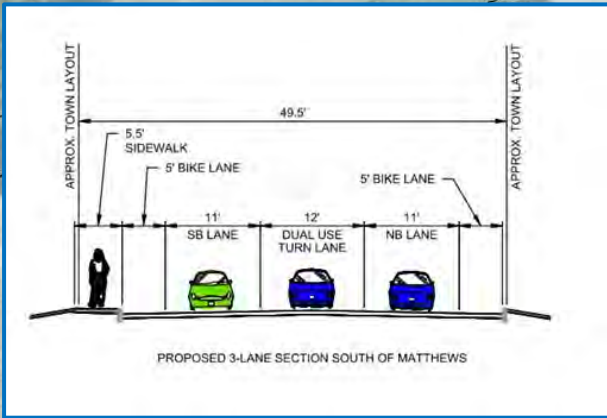 APPROX. TOWN LAYOUT
49.5'
APPROX. TOWN LAYOUT
5.5'
SIDEWALK
5' BIKE LANE
5' BIKE LANE
11'
SB LANE
12'
DUAL USE
TURN LANE
11'
NB LANE
PROPOSED 3-LANE SECTION SOUTH OF MATTHEWS